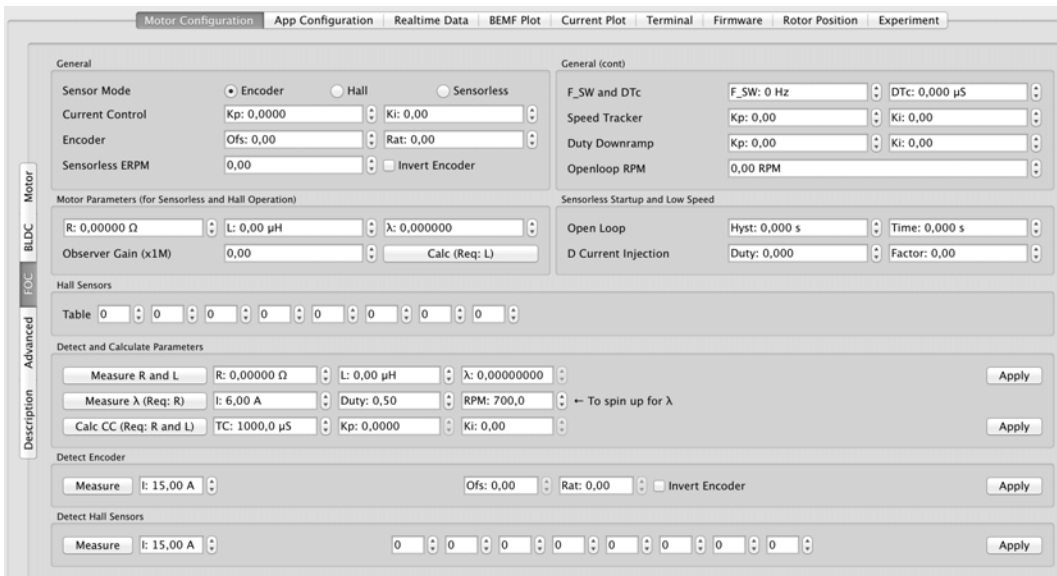 Motor Configuration App Configuration Realtime Data BEMF Plot Current Plot Terminal Firmware Rotor Position Experiment
Motor
BLDC
FOC
Advanced
Description
General
Sensor Mode Encoder Hall Sensorless
Current Control Kp: 0,0000 Ki: 0,00
Encoder Ofs: 0,00 Rat: 0,00
Sensorless ERPM 0,00 Invert Encoder
General (cont)
F_SW and DTc F_SW: 0 Hz DTc: 0,000 µS
Speed Tracker Kp: 0,00 Ki: 0,00
Duty Downramp Kp: 0,00 Ki: 0,00
Openloop RPM 0,00 RPM
Motor Parameters (for Sensorless and Hall Operation)
R: 0,00000 Ω L: 0,00 µH λ: 0,000000
Observer Gain (x1M) 0,00 Calc (Req: L)
Sensorless Startup and Low Speed
Open Loop Hyst: 0,000 s Time: 0,000 s
D Current Injection Duty: 0,000 Factor: 0,00
Hall Sensors
Table 0 0 0 0 0 0 0 0
Detect and Calculate Parameters
Measure R and L R: 0,00000 Ω L: 0,00 µH λ: 0,00000000 Apply
Measure λ (Req: R) I: 6,00 A Duty: 0,50 RPM: 700,0 ← To spin up for λ
Calc CC (Req: R and L) TC: 1000,0 µS Kp: 0,0000 Ki: 0,00 Apply
Detect Encoder
Measure I: 15,00 A Ofs: 0,00 Rat: 0,00 Invert Encoder Apply
Detect Hall Sensors
Measure I: 15,00 A 0 0 0 0 0 0 0 0 Apply